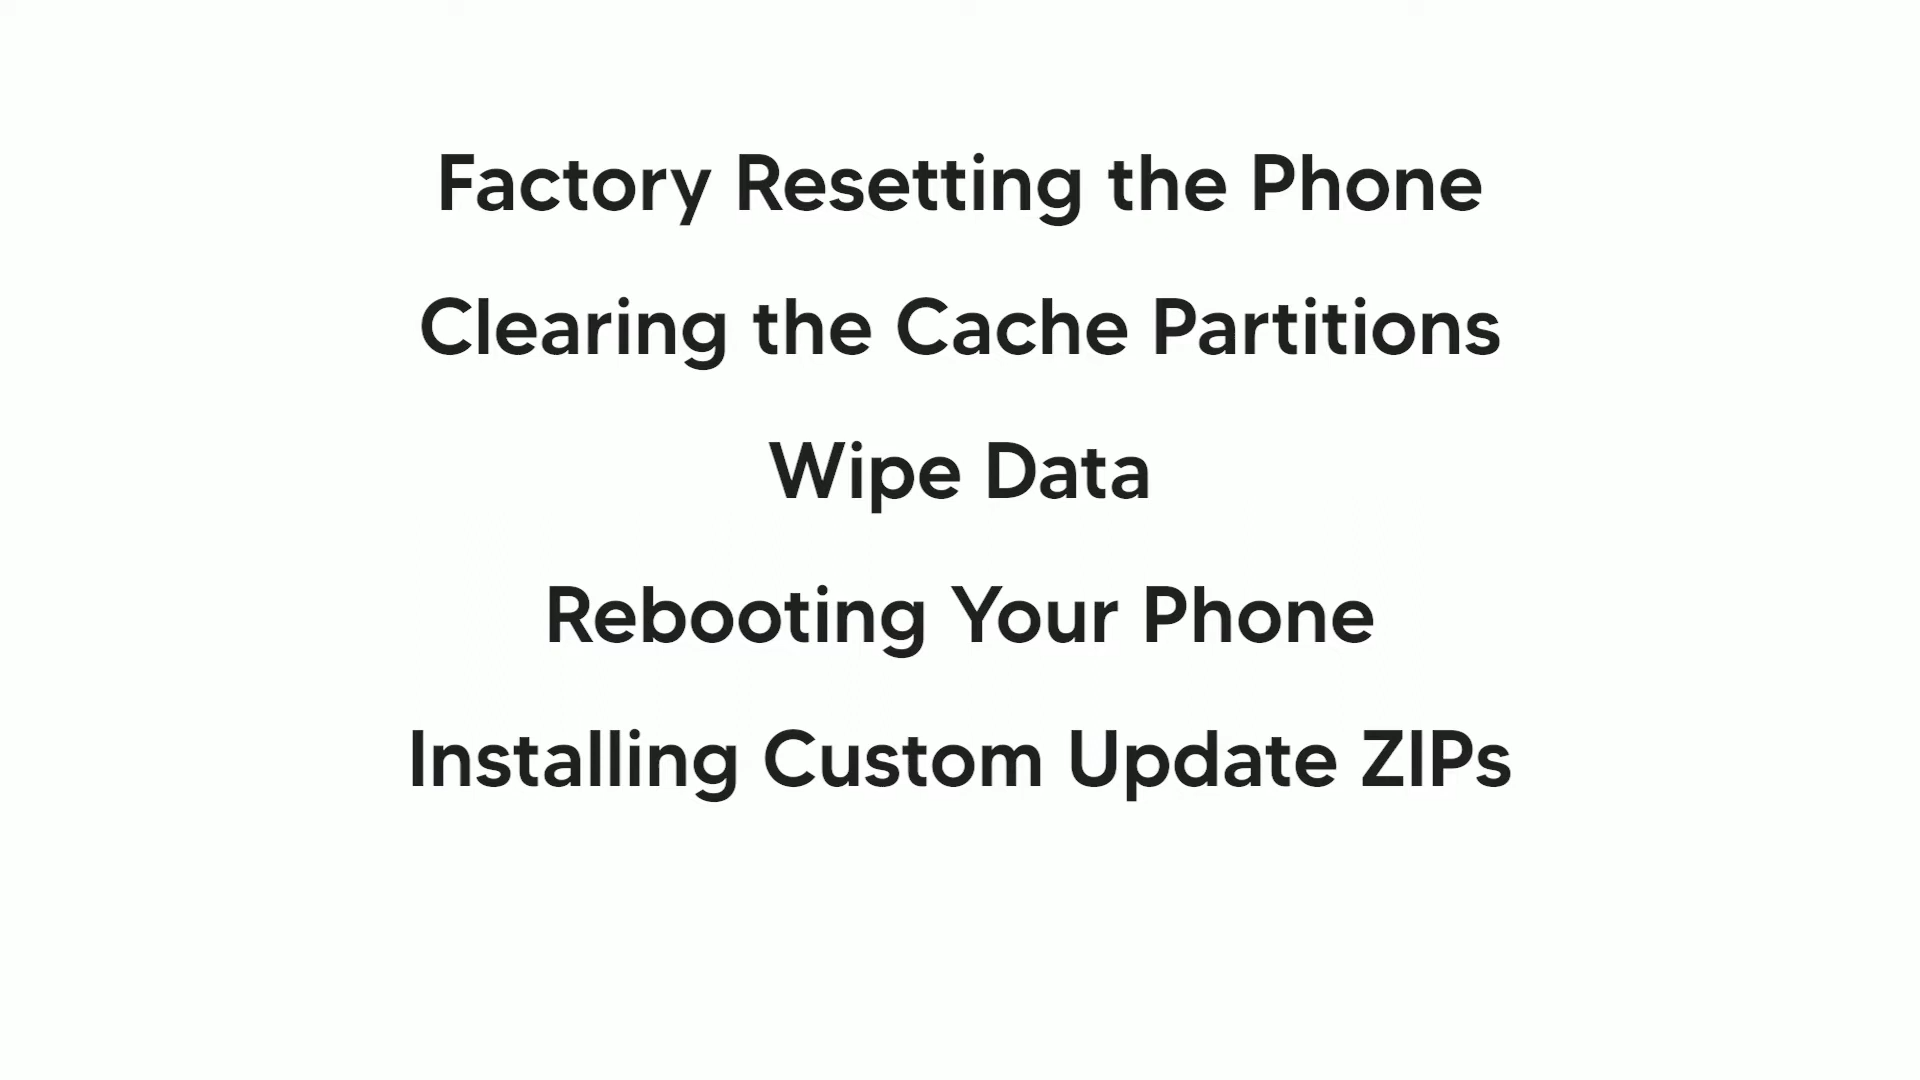 Factory Resetting the Phone
Clearing the Cache Partitions
Wipe Data
Rebooting Your Phone
Installing Custom Update ZIPs